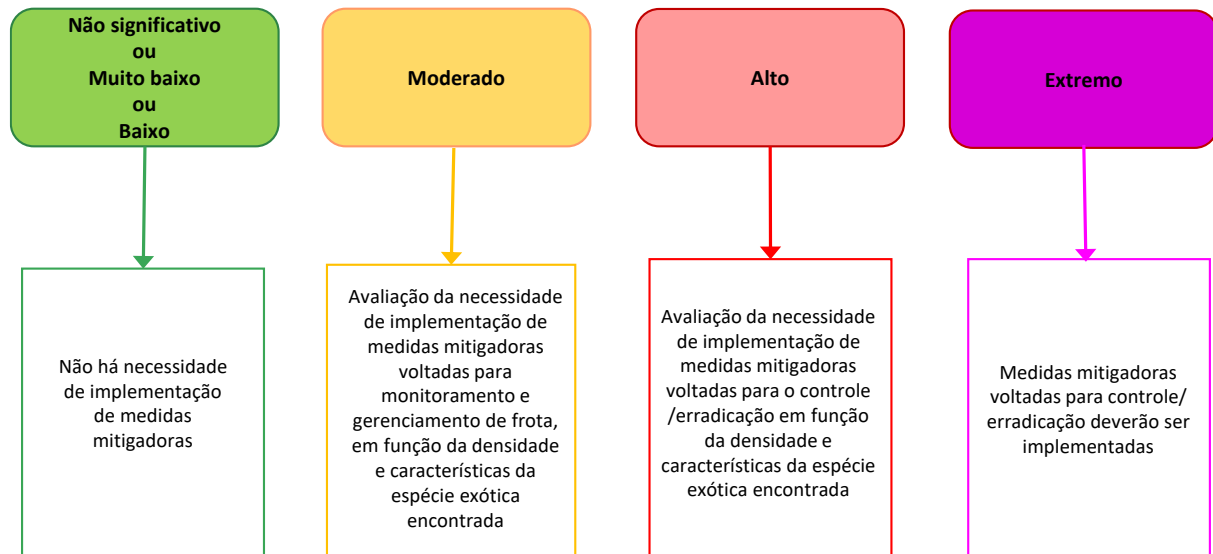 Não significativo
ou
Muito baixo
ou
Baixo
Moderado
Alto
Extremo
Não há necessidade
de implementação
de medidas
mitigadoras
Avaliação da necessidade
de implementação de
medidas mitigadoras
voltadas para
monitoramento e
gerenciamento de frota,
em função da densidade
e características da
espécie exótica
encontrada
Avaliação da necessidade
de implementação de
medidas mitigadoras
voltadas para o controle
/erradicação em função
da densidade e
características da espécie
exótica encontrada
Medidas mitigadoras
voltadas para controle/
erradicação deverão ser
implementadas